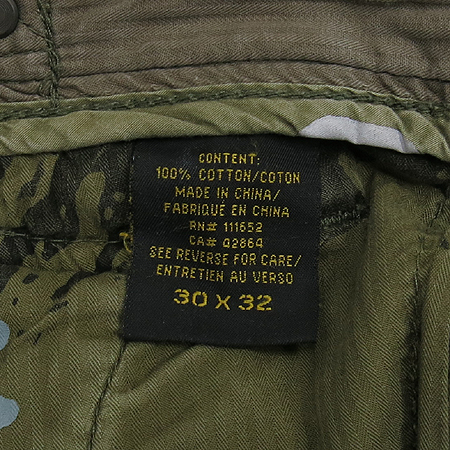 CONTENT:
100% COTTON/COTON
MADE IN CHINA/
FABRIQUÉ EN CHINA
RN# 111652
CA# 02864
SEE REVERSE FOR CARE/
ENTRETIEN AU VERSO
30 X 32